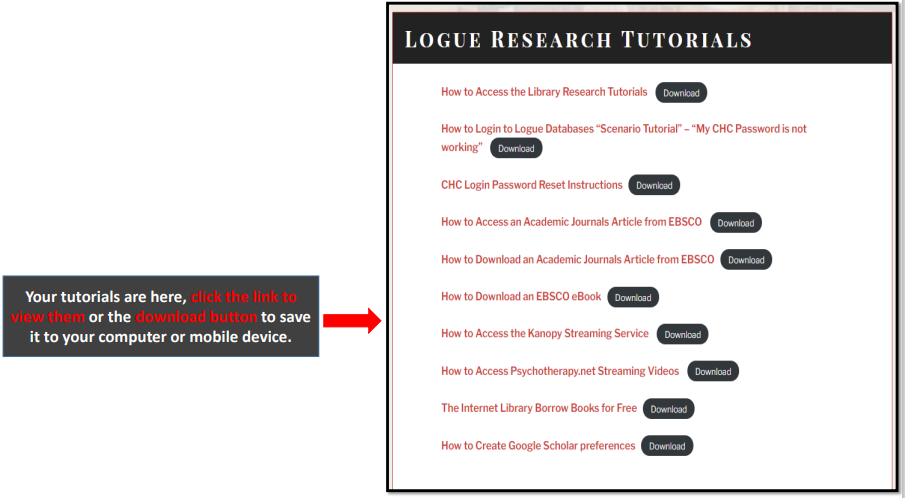 LOGUE RESEARCH TUTORIALS
How to Access the Library Research Tutorials Download
How to Login to Logue Databases “Scenario Tutorial” – “My CHC Password is not
working” Download
CHC Login Password Reset Instructions Download
How to Access an Academic Journals Article from EBSCO Download
How to Download an Academic Journals Article from EBSCO Download
How to Download an EBSCO eBook Download
Your tutorials are here, click the link to
view them or the download button to save
it to your computer or mobile device.
How to Access the Kanopy Streaming Service Download
How to Access Psychotherapy.net Streaming Videos Download
The Internet Library Borrow Books for Free Download
How to Create Google Scholar preferences Download